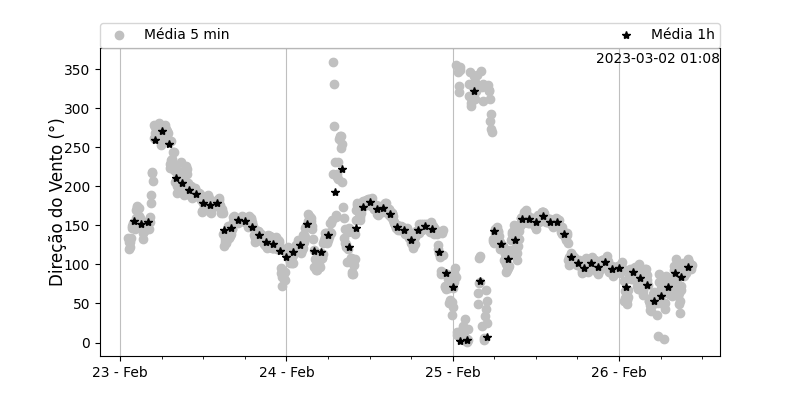 Média 5 min
Média 1h
2023-03-02 01:08
Direção do Vento (°)
350
300
250
200
150
100
50
0
23 - Feb
24 - Feb
25 - Feb
26 - Feb